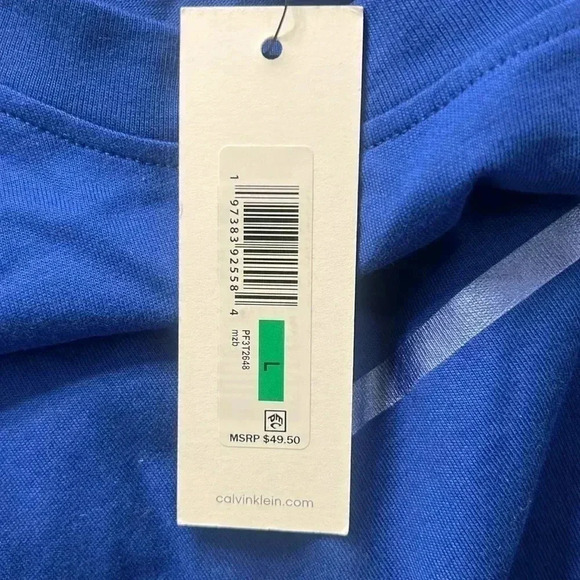 1 97383 92558 4
PF3T2648
mzb
L
MSRP $49.50
calvinklein.com